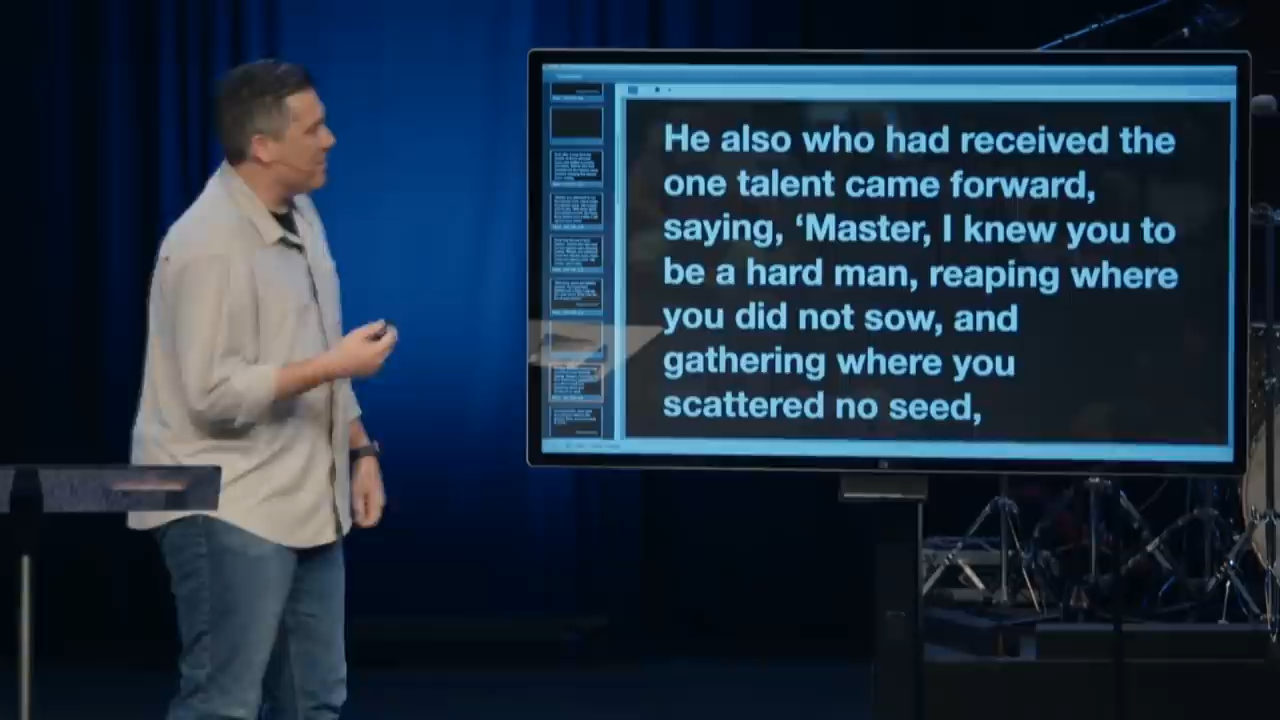 He also who had received the
one talent came forward,
saying, ‘Master, I knew you to
be a hard man, reaping where
you did not sow, and
gathering where you
scattered no seed,